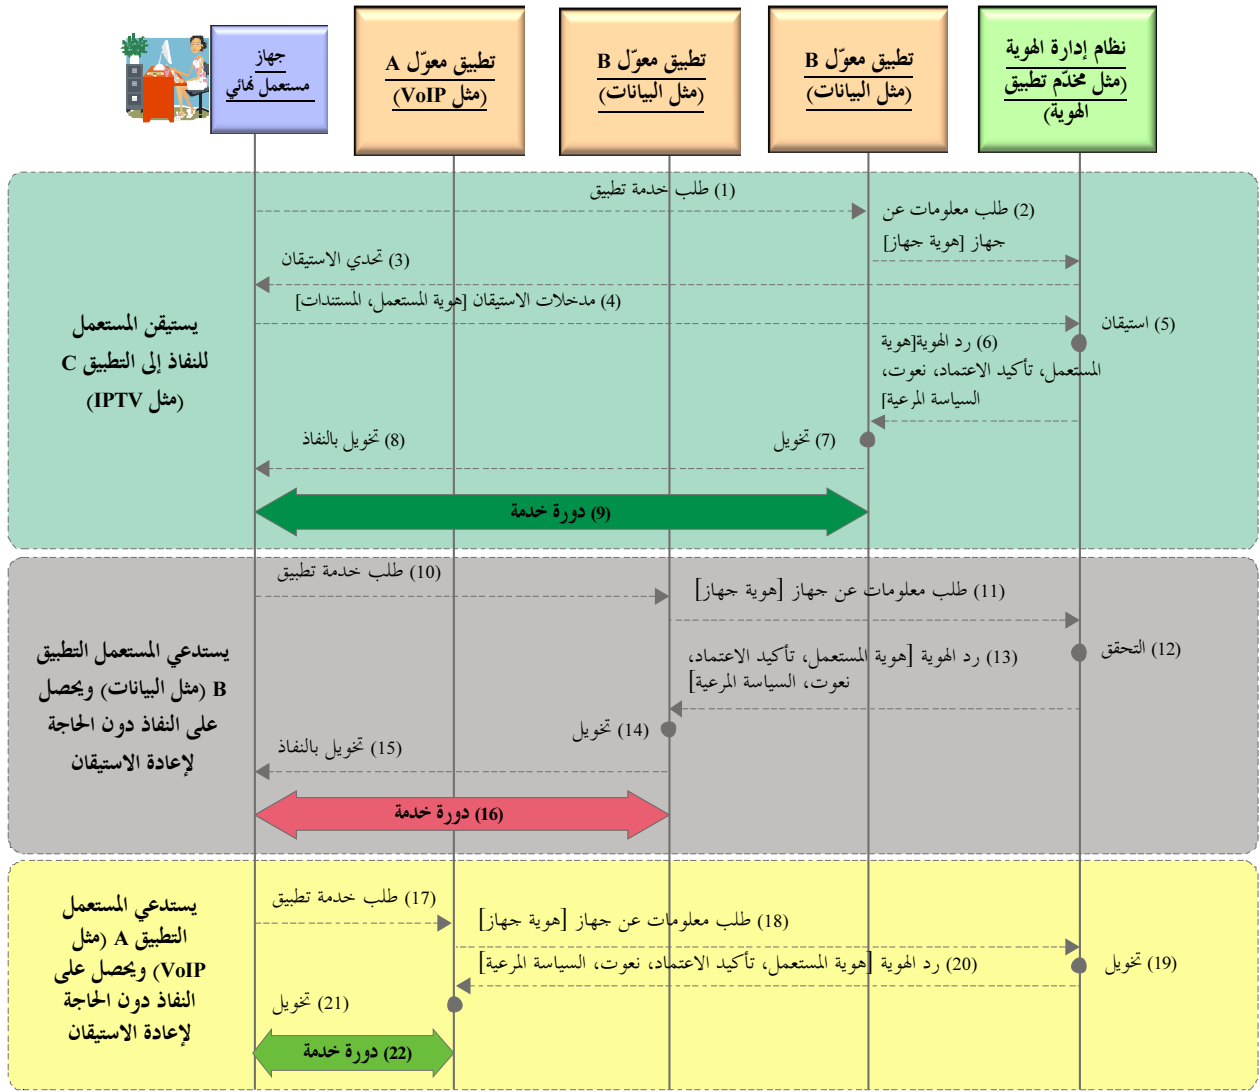 نظام إدارة الهوية
(مثل مخدّم تطبيق
الهوية)
تطبيق معوّل B
(مثل البيانات)
تطبيق معوّل B
(مثل البيانات)
تطبيق معوّل A
(مثل VoIP)
جهاز
مستعمل نهائي
(1) طلب خدمة تطبيق
(2) طلب معلومات عن
جهاز [هوية جهاز]
(3) تحدي الاستيقان
(4) مدخلات الاستيقان [هوية المستعمل، المستندات]
(5) استيقان
(6) رد الهوية[هوية
المستعمل، تأكيد الاعتماد، نعوت،
السياسة المرعية]
(7) تخويل
(8) تخويل بالنفاذ
(9) دورة خدمة
يستيقن المستعمل
للنفاذ إلى التطبيق C
(مثل IPTV)
(10) طلب خدمة تطبيق
(11) طلب معلومات عن جهاز [هوية جهاز]
(12) التحقق
(13) رد الهوية [هوية المستعمل، تأكيد الاعتماد،
نعوت، السياسة المرعية]
(14) تخويل
(15) تخويل بالنفاذ
(16) دورة خدمة
يستدعي المستعمل التطبيق
B (مثل البيانات) ويحصل
على النفاذ دون الحاجة
لإعادة الاستيقان
(17) طلب خدمة تطبيق
(18) طلب معلومات عن جهاز [هوية جهاز]
(19) تخويل
(20) رد الهوية [هوية المستعمل، تأكيد الاعتماد، نعوت، السياسة المرعية]
(21) تخويل
(22) دورة خدمة
يستدعي المستعمل
التطبيق A (مثل
VoIP) ويحصل على
النفاذ دون الحاجة
لإعادة الاستيقان